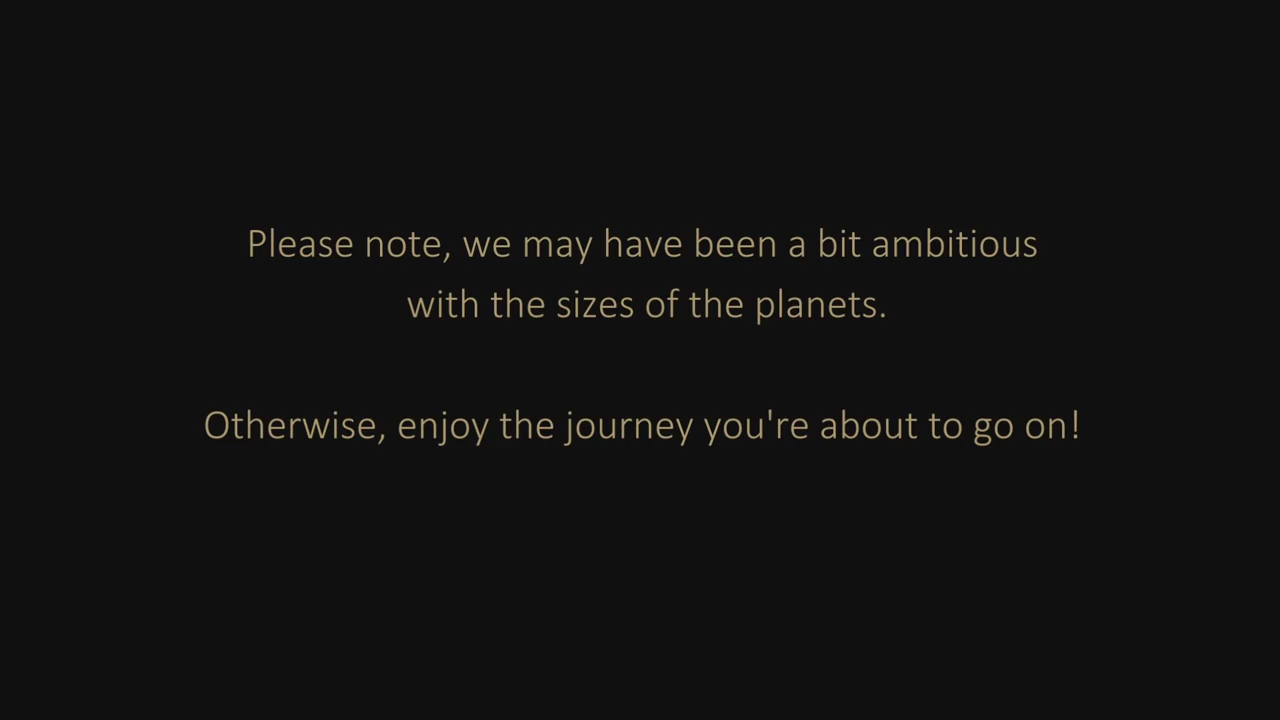 Please note, we may have been a bit ambitious
with the sizes of the planets.
Otherwise, enjoy the journey you're about to go on!